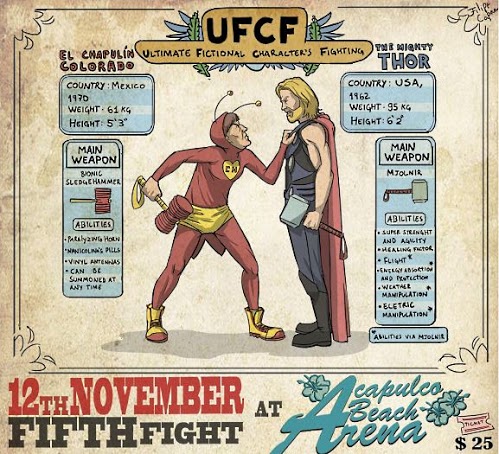 UFCF
ULTIMATE FICTIONAL CHARACTER'S FIGHTING
EL CHAPULÍN
COLORADO
COUNTRY: MEXICO
1970
WEIGHT: 61 KG
HEIGHT: 5'3"
MAIN
WEAPON
BIONIC
SLEDGEHAMMER
ABILITIES
• PARALYZING HORN
• NANICOLINA'S PILLS
• VINYL ANTENNAS
• CAN BE
SUMMONED AT
ANY TIME
CH
THE MIGHTY
THOR
COUNTRY: USA,
1962
WEIGHT: 95 KG
HEIGHT: 6'2"
MAIN
WEAPON
MJOLNIR
ABILITIES
• SUPER STRENGHT
AND AGILITY
• HEALING FACTOR
• FLIGHT*
• ENERGY ABSORTION
AND PROTECTION
• WEATHER
MANIPULATION
• ECETRIC
MANIPULATION
*ABILITIES VIA MJOLNIR
12TH NOVEMBER
FIFTH FIGHT
AT
Acapulco
Beach
Arena
TICKET
$ 25